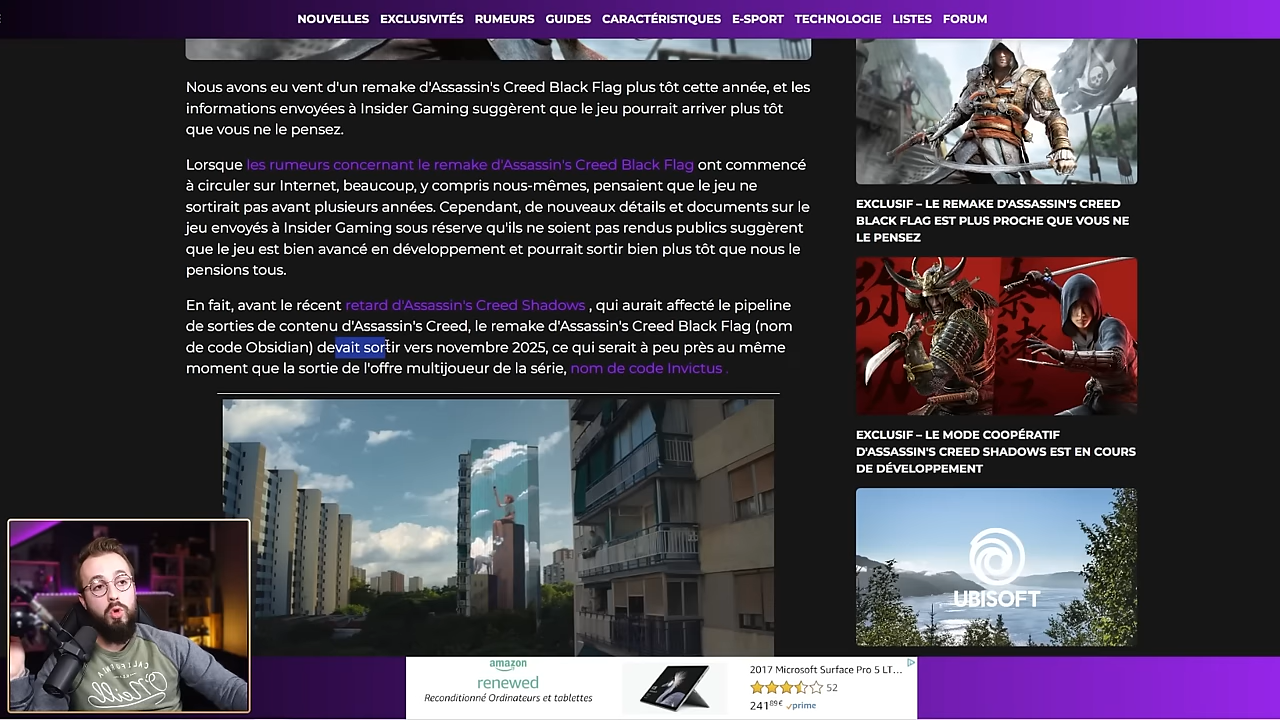 NOUVELLES EXCLUSIVITÉS RUMEURS GUIDES CARACTÉRISTIQUES E-SPORT TECHNOLOGIE LISTES FORUM
Nous avons eu vent d'un remake d'Assassin's Creed Black Flag plus tôt cette année, et les
informations envoyées à Insider Gaming suggèrent que le jeu pourrait arriver plus tôt
que vous ne le pensez.
Lorsque les rumeurs concernant le remake d'Assassin's Creed Black Flag ont commencé
à circuler sur Internet, beaucoup, y compris nous-mêmes, pensaient que le jeu ne
sortirait pas avant plusieurs années. Cependant, de nouveaux détails et documents sur le
jeu envoyés à Insider Gaming sous réserve qu'ils ne soient pas rendus publics suggèrent
que le jeu est bien avancé en développement et pourrait sortir bien plus tôt que nous le
pensions tous.
En fait, avant le récent retard d'Assassin's Creed Shadows , qui aurait affecté le pipeline
de sorties de contenu d'Assassin's Creed, le remake d'Assassin's Creed Black Flag (nom
de code Obsidian) devait sortir vers novembre 2025, ce qui serait à peu près au même
moment que la sortie de l'offre multijoueur de la série, nom de code Invictus .
EXCLUSIF – LE REMAKE D'ASSASSIN'S CREED
BLACK FLAG EST PLUS PROCHE QUE VOUS NE
LE PENSEZ
EXCLUSIF – LE MODE COOPÉRATIF
D'ASSASSIN'S CREED SHADOWS EST EN COURS
DE DÉVELOPPEMENT
UBISOFT
CALIFORNIA
O'Neill
amazon
renewed
Reconditionné Ordinateurs et tablettes
2017 Microsoft Surface Pro 5 LT...
52
241,89€ prime